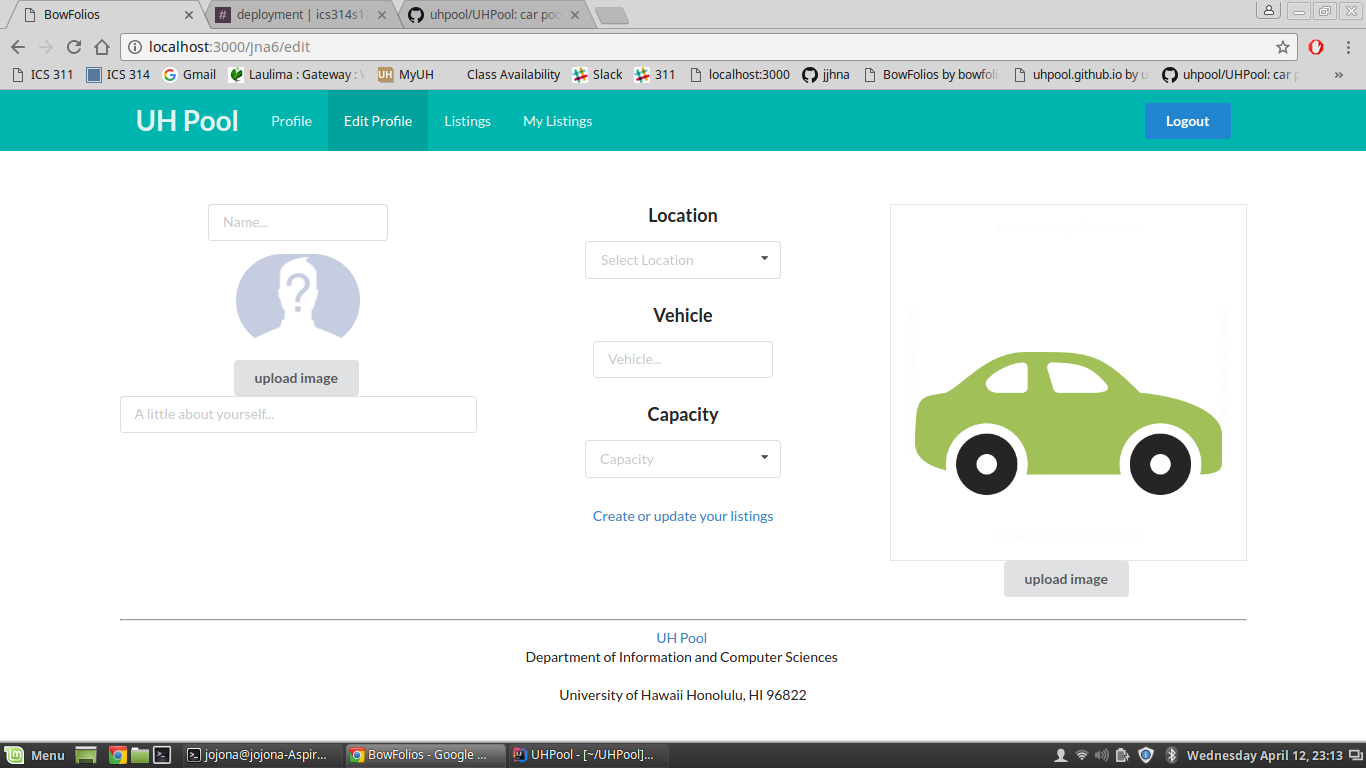 BowFolios
deployment | ics314s17
uhpool/UHPool: car poo
localhost:3000/jna6/edit
ICS 311
ICS 314
Gmail
Laulima : Gateway :
UH
MyUH
Class Availability
Slack
311
localhost:3000
jjhna
BowFolios by bowfoli
uhpool.github.io by u
uhpool/UHPool: car p
»
UH Pool
Profile
Edit Profile
Listings
My Listings
Logout
Name...
?
upload image
A little about yourself...
Location
Select Location
Vehicle
Vehicle...
Capacity
Capacity
Create or update your listings
upload image
UH Pool
Department of Information and Computer Sciences
University of Hawaii Honolulu, HI 96822
Menu
jojona@jojona-Aspir...
BowFolios - Google ...
UHPool - [~/UHPool]...
Wednesday April 12, 23:13